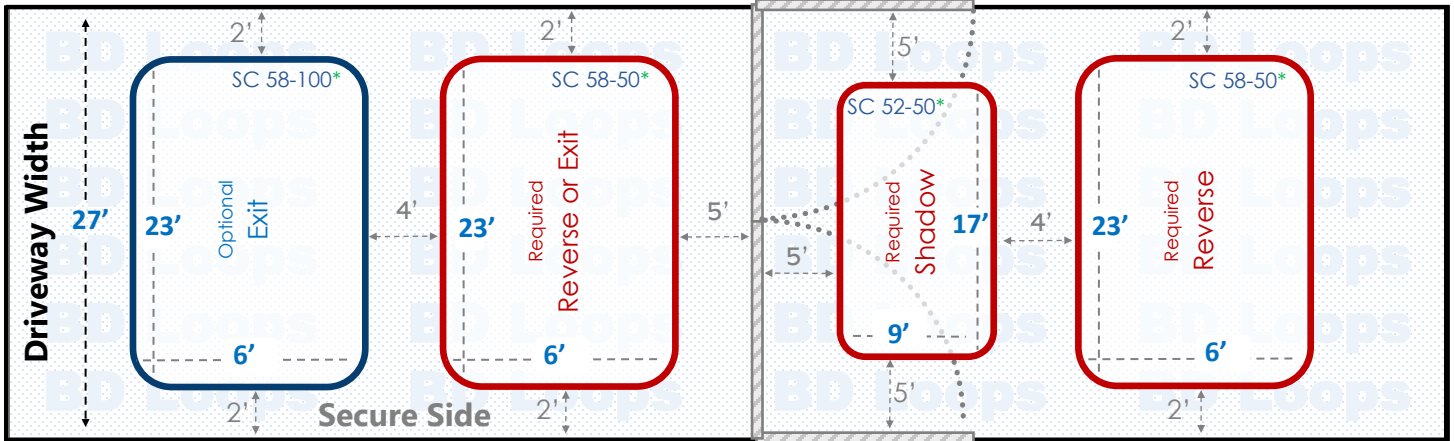 Driveway Width
27’
2’
SC 58-100*
23’
Optional
Exit
6’
2’
4’
Secure Side
2’
SC 58-50*
23’
Required
Reverse or Exit
6’
2’
5’
5’
5’
SC 52-50*
Required
Shadow
17’
9’
5’
4’
2’
SC 58-50*
23’
Required
Reverse
6’
2’
BD Loops